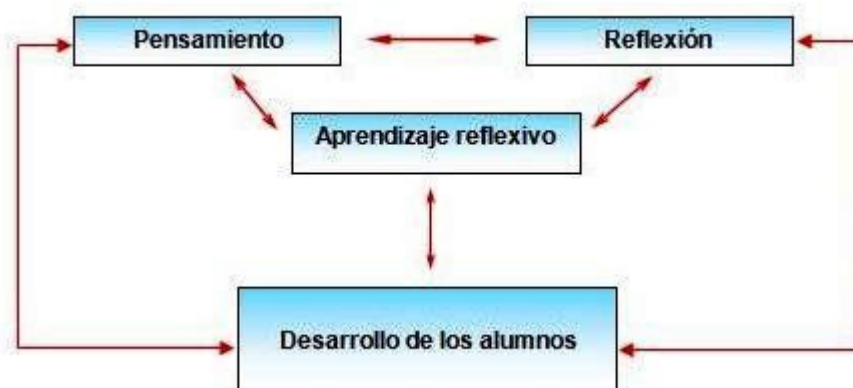 Pensamiento
Reflexión
Aprendizaje reflexivo
Desarrollo de los alumnos